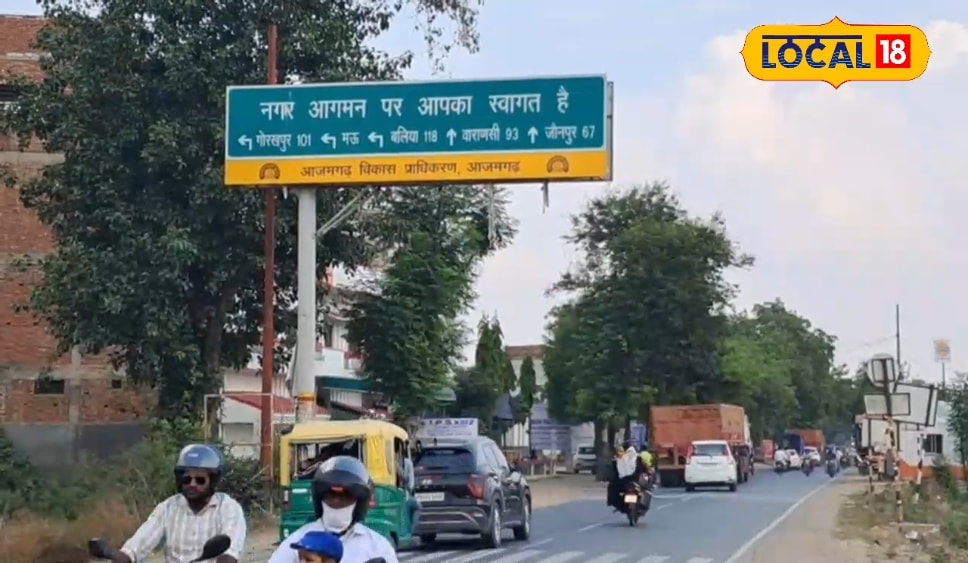 LOCAL 18
नगर आगमन पर आपका स्वागत है
↰ गोरखपुर 101 ↰ मऊ ↰ बलिया 118 ↑ वाराणसी 93 ↑ जौनपुर 67
आजमगढ़ विकास प्राधिकरण, आजमगढ़